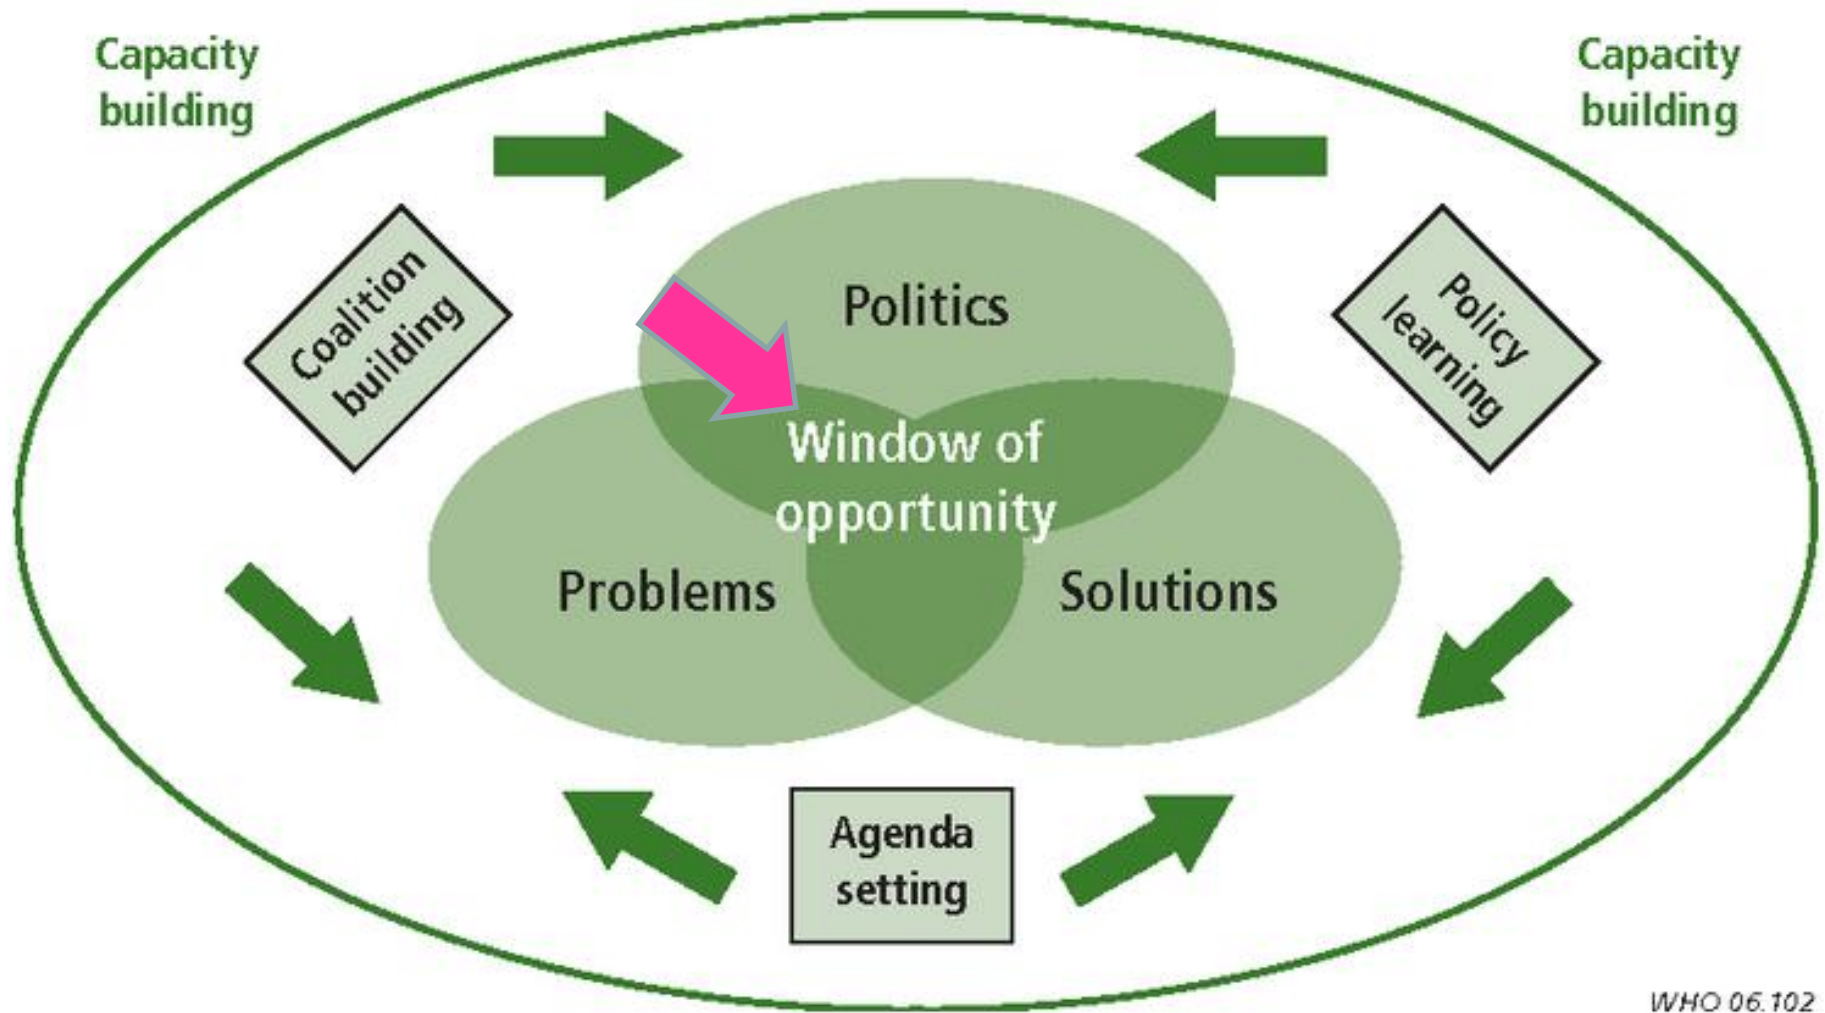 Capacity
building
Capacity
building
Coalition
building
Policy
learning
Politics
Window of
opportunity
Problems
Solutions
Agenda
setting
WHO 06.102